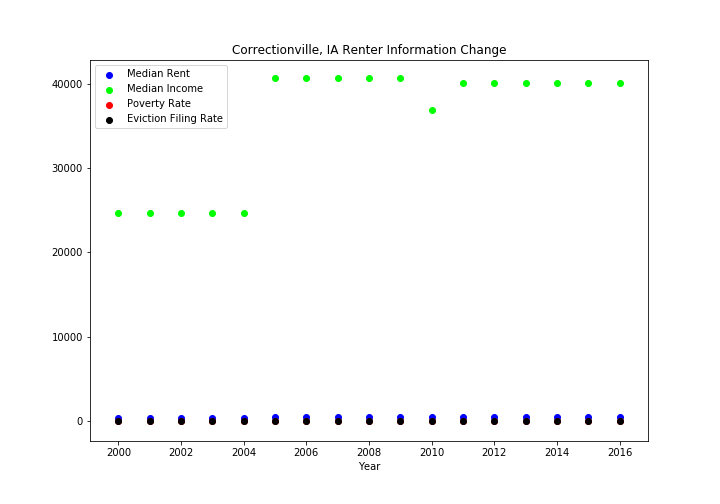 Correctionville, IA Renter Information Change
Median Rent
Median Income
Poverty Rate
Eviction Filing Rate
40000
30000
20000
10000
0
2000 2002 2004 2006 2008 2010 2012 2014 2016
Year